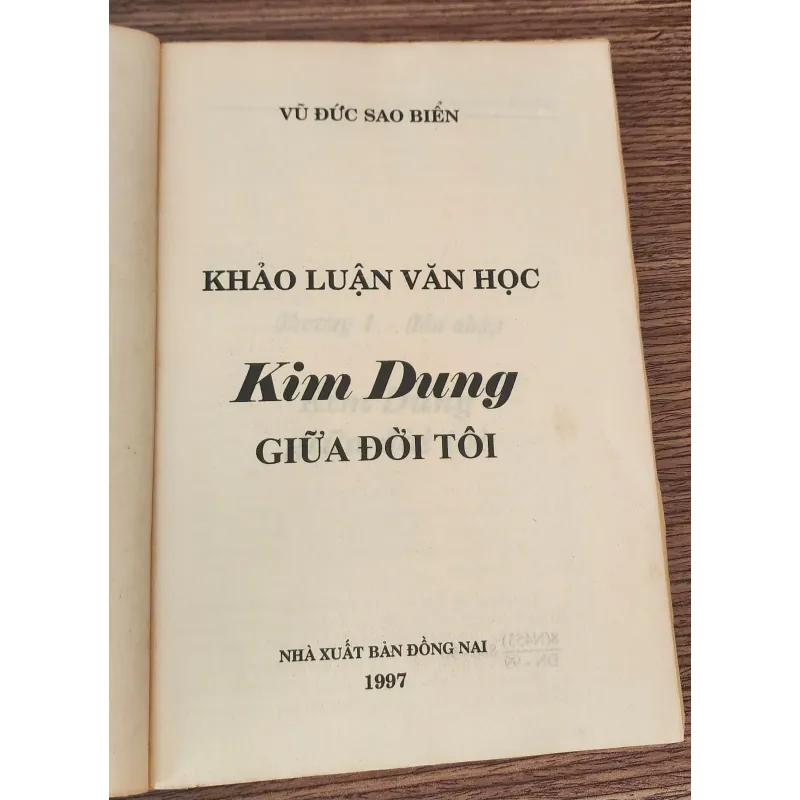 VŨ ĐỨC SAO BIỂN
KHẢO LUẬN VĂN HỌC
Kim Dung
GIỮA ĐỜI TÔI
NHÀ XUẤT BẢN ĐỒNG NAI
1997